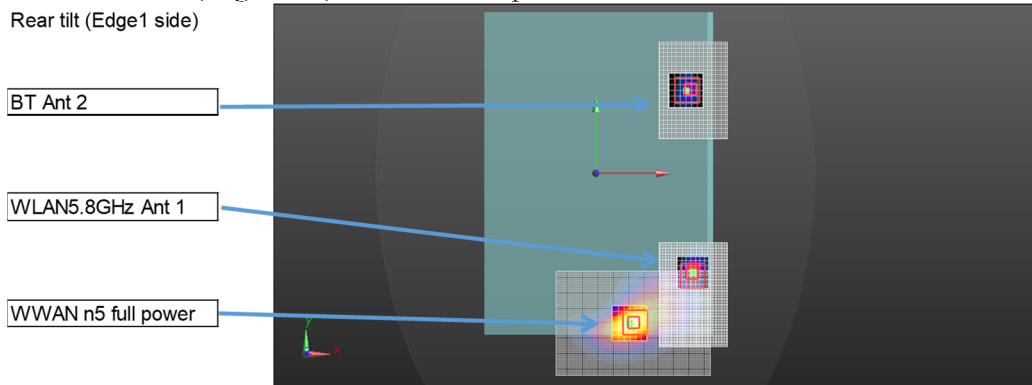 Rear tilt (Edge1 side)
BT Ant 2
WLAN5.8GHz Ant 1
WWAN n5 full power
y
x